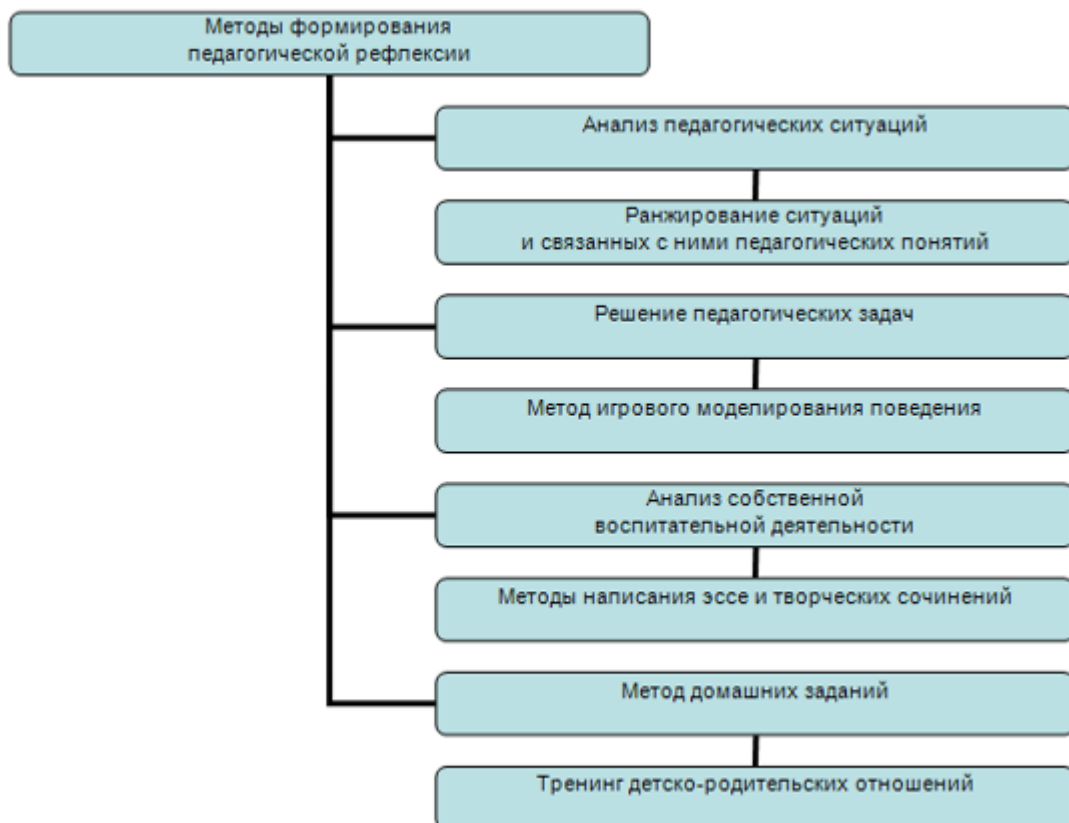 Методы формирования
педагогической рефлексии
Анализ педагогических ситуаций
Ранжирование ситуаций
и связанных с ними педагогических понятий
Решение педагогических задач
Метод игрового моделирования поведения
Анализ собственной
воспитательной деятельности
Методы написания эссе и творческих сочинений
Метод домашних заданий
Тренинг детско-родительских отношений